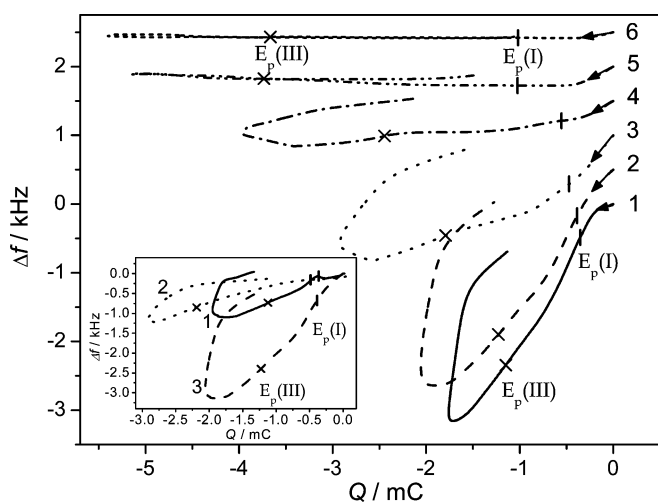 2
1
0
-1
-2
-3
Δf / kHz
-5
-4
-3
-2
-1
0
Q / mC
Ep(III)
Ep(I)
6
5
4
3
2
1
Ep(I)
Ep(III)
0.0
-0.5
-1.0
-1.5
-2.0
-2.5
-3.0
Δf / kHz
-3.0 -2.5 -2.0 -1.5 -1.0 -0.5 0.0
Q / mC
2
1
3
Ep(I)
Ep(III)